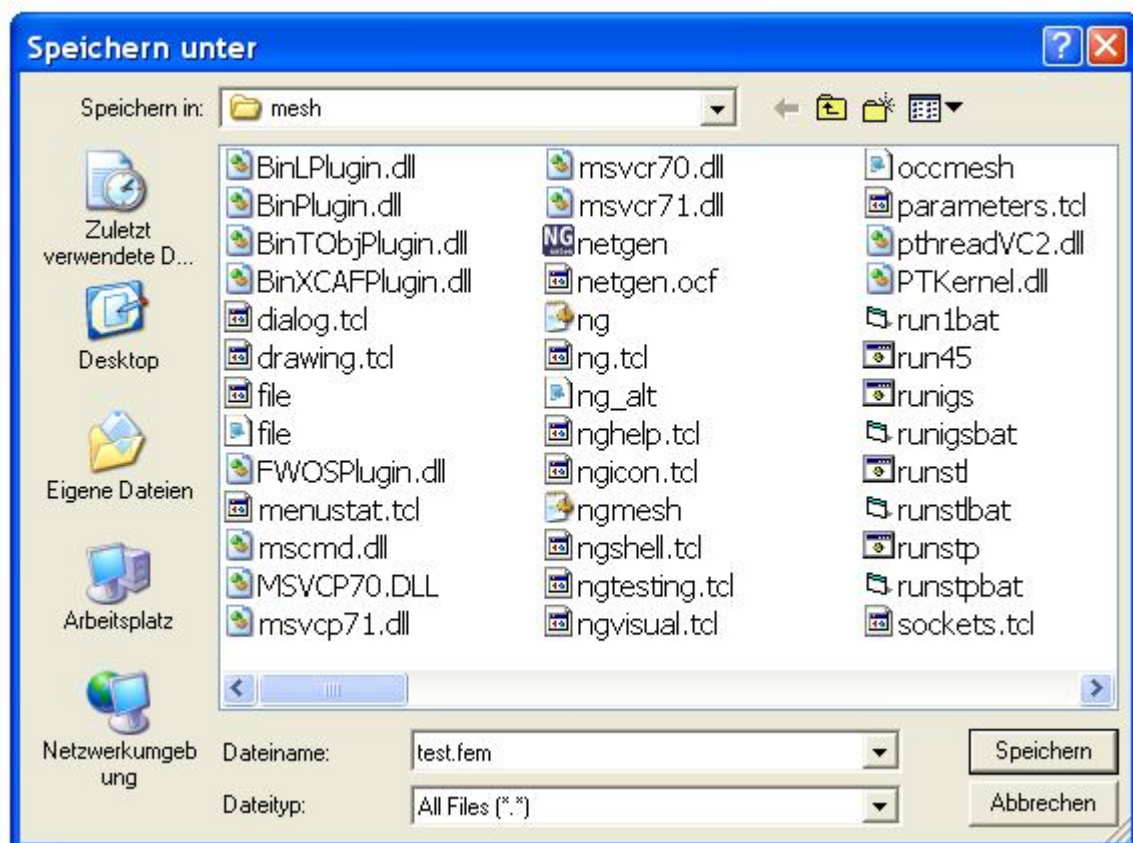 Speichern unter
Speichern in:
mesh
Zuletzt
verwendete D...
Desktop
Eigene Dateien
Arbeitsplatz
Netzwerkumgeb
ung
BinLPlugin.dll
BinPlugin.dll
BinTObjPlugin.dll
BinXCAFPlugin.dll
dialog.tcl
drawing.tcl
file
file
FWOSPlugin.dll
menustat.tcl
mscmd.dll
MSVCP70.DLL
msvcp71.dll
msvcr70.dll
msvcr71.dll
NG
netgen
netgen.ocf
ng
ng.tcl
ng_alt
nghelp.tcl
ngicon.tcl
ngmesh
ngshell.tcl
ngtesting.tcl
ngvisual.tcl
occmesh
parameters.tcl
pthreadVC2.dll
PTKernel.dll
run1bat
run45
runigs
runigsbat
runstl
runstlbat
runstp
runstpbat
sockets.tcl
Dateiname:
test.fem
Speichern
Dateityp:
All Files (*.*)
Abbrechen